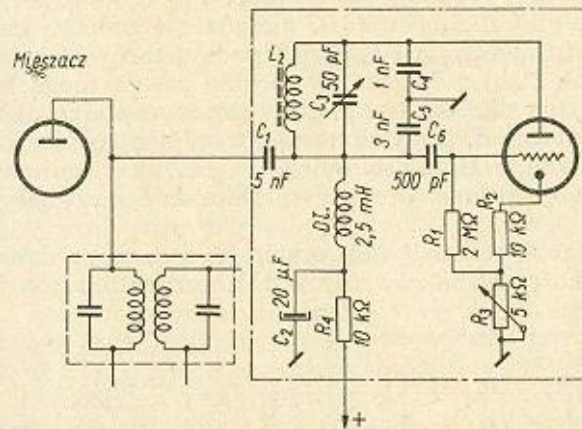 Mieszacz
L2
C3
50 pF
1 nF
C4
C5
3 nF
C1
5 nF
C6
500 pF
Dł.
2,5 mH
R1
2 MΩ
R2
10 kΩ
20 μF
C2
R4
10 kΩ
R3
5 kΩ
+